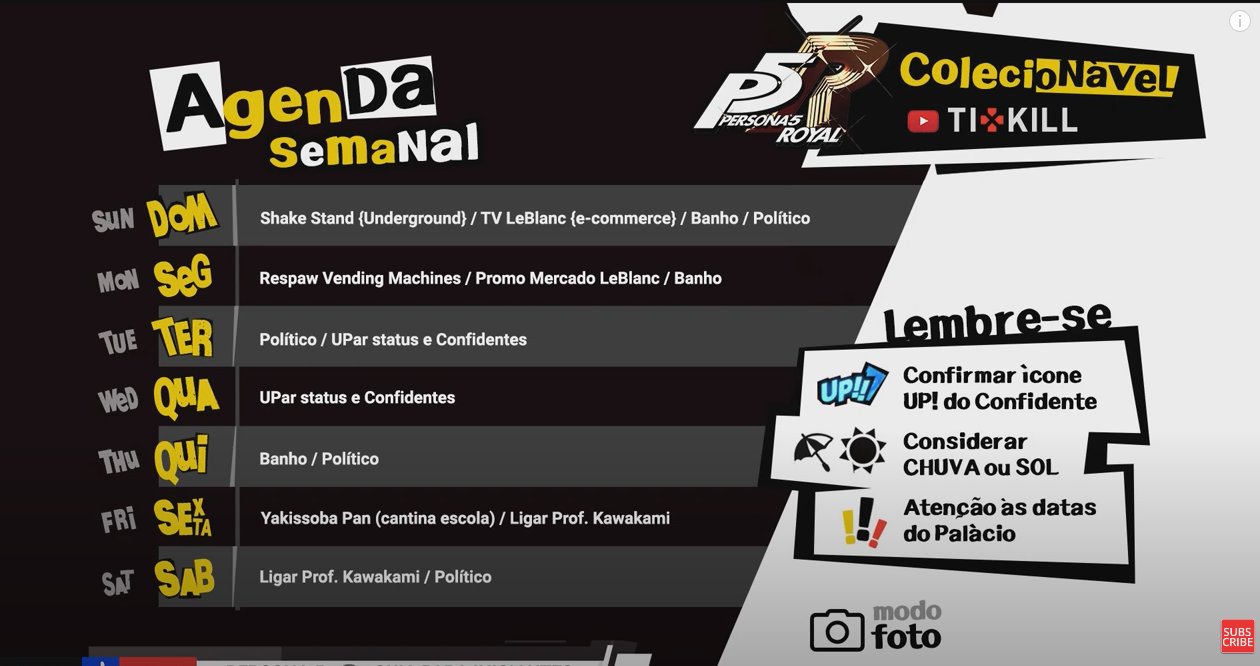 Agenda
semanal
P5R
PERSONA5
ROYAL
Colecionável
TI KILL
SUN DOM Shake Stand {Underground} / TV LeBlanc {e-commerce} / Banho / Político
MON SEG Respaw Vending Machines / Promo Mercado LeBlanc / Banho
TUE TER Político / UPar status e Confidentes
WED QUA UPar status e Confidentes
THU QUI Banho / Político
FRI SEXTA Yakissoba Pan (cantina escola) / Ligar Prof. Kawakami
SAT SAB Ligar Prof. Kawakami / Político
Lembre-se
UP!!
Confirmar ìcone
UP! do Confidente
Considerar
CHUVA ou SOL
!!!
Atenção às datas
do Palàcio
modo
foto
SUBS
CRIBE